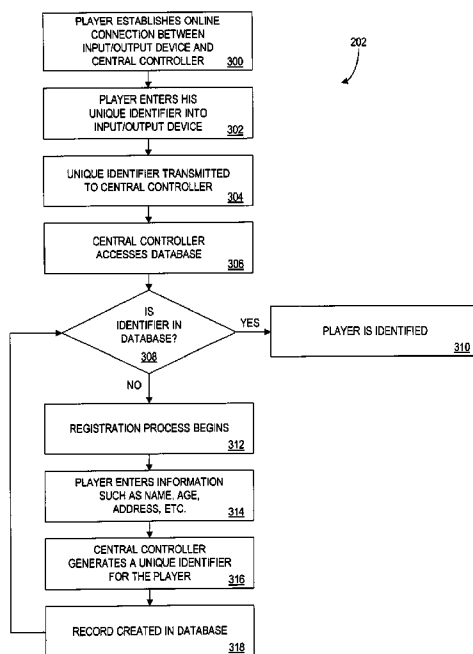 PLAYER ESTABLISHES ONLINE
CONNECTION BETWEEN
INPUT/OUTPUT DEVICE AND
CENTRAL CONTROLLER
300
202
PLAYER ENTERS HIS
UNIQUE IDENTIFIER INTO
INPUT/OUTPUT DEVICE
302
UNIQUE IDENTIFIER TRANSMITTED
TO CENTRAL CONTROLLER
304
CENTRAL CONTROLLER
ACCESSES DATABASE
306
IS
IDENTIFIER IN
DATABASE?
308
YES
PLAYER IS IDENTIFIED
310
NO
REGISTRATION PROCESS BEGINS
312
PLAYER ENTERS INFORMATION
SUCH AS NAME, AGE,
ADDRESS, ETC.
314
CENTRAL CONTROLLER
GENERATES A UNIQUE IDENTIFIER
FOR THE PLAYER
316
RECORD CREATED IN DATABASE
318